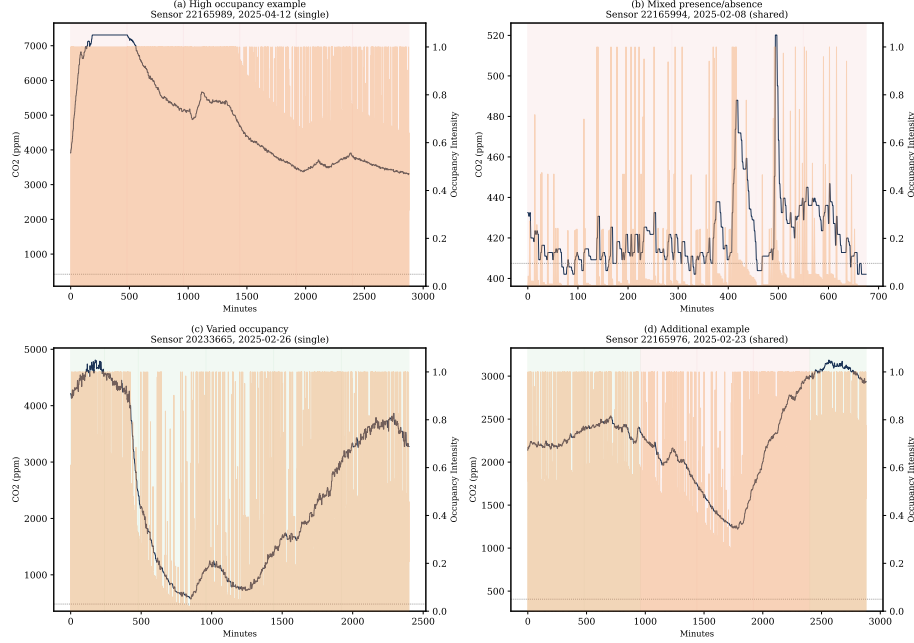 (a) High occupancy example
Sensor 22165989, 2025-04-12 (single)
7000
6000
5000
4000
3000
2000
1000
CO2 (ppm)
1.0
0.8
0.6
0.4
0.2
0.0
Occupancy Intensity
0 500 1000 1500 2000 2500 3000
Minutes
(b) Mixed presence/absence
Sensor 22165994, 2025-02-08 (shared)
520
500
480
460
440
420
400
CO2 (ppm)
1.0
0.8
0.6
0.4
0.2
0.0
Occupancy Intensity
0 100 200 300 400 500 600 700
Minutes
(c) Varied occupancy
Sensor 20233665, 2025-02-26 (single)
5000
4000
3000
2000
1000
CO2 (ppm)
1.0
0.8
0.6
0.4
0.2
0.0
Occupancy Intensity
0 500 1000 1500 2000 2500
Minutes
(d) Additional example
Sensor 22165976, 2025-02-23 (shared)
3000
2500
2000
1500
1000
500
CO2 (ppm)
1.0
0.8
0.6
0.4
0.2
0.0
Occupancy Intensity
0 500 1000 1500 2000 2500 3000
Minutes